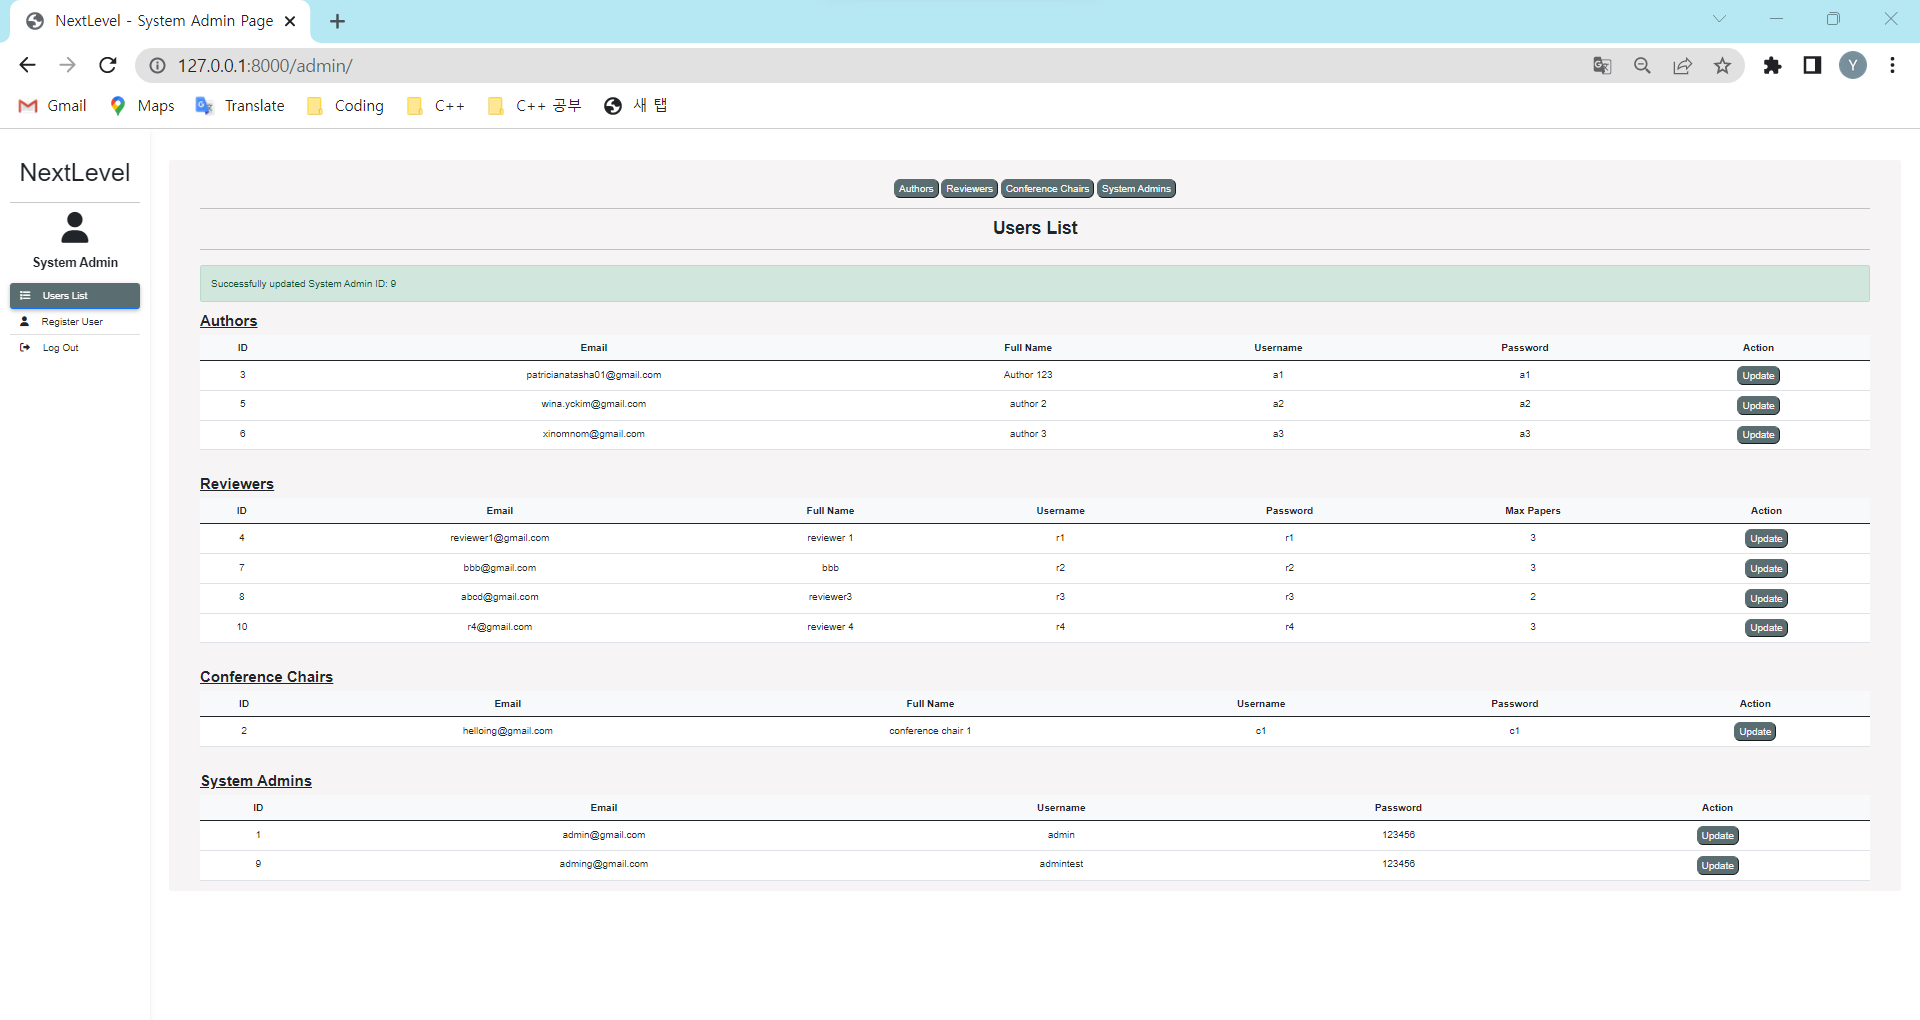 NextLevel - System Admin Page
127.0.0.1:8000/admin/
Y
Gmail Maps Translate Coding C++ C++ 공부 새 탭
NextLevel
System Admin
Users List
Register User
Log Out
Authors Reviewers Conference Chairs System Admins
Users List
Successfully updated System Admin ID: 9
Authors
ID Email Full Name Username Password Action
3 patricianatasha01@gmail.com Author 123 a1 a1 Update
5 wina.yckim@gmail.com author 2 a2 a2 Update
6 xinomnom@gmail.com author 3 a3 a3 Update
Reviewers
ID Email Full Name Username Password Max Papers Action
4 reviewer1@gmail.com reviewer 1 r1 r1 3 Update
7 bbb@gmail.com bbb r2 r2 3 Update
8 abcd@gmail.com reviewer3 r3 r3 2 Update
10 r4@gmail.com reviewer 4 r4 r4 3 Update
Conference Chairs
ID Email Full Name Username Password Action
2 helloing@gmail.com conference chair 1 c1 c1 Update
System Admins
ID Email Username Password Action
1 admin@gmail.com admin 123456 Update
9 adming@gmail.com admintest 123456 Update